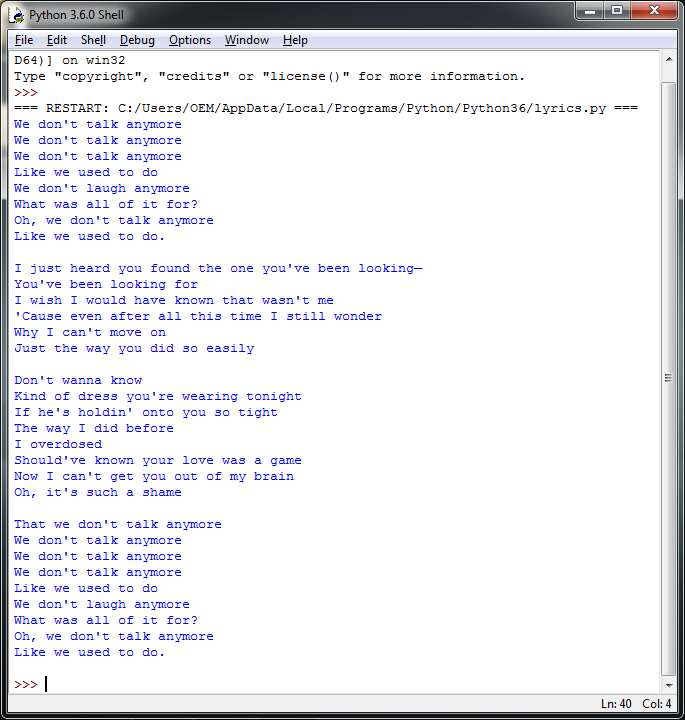 Python 3.6.0 Shell
File Edit Shell Debug Options Window Help
D64)] on win32
Type "copyright", "credits" or "license()" for more information.
>>>
=== RESTART: C:/Users/OEM/AppData/Local/Programs/Python/Python36/lyrics.py ===
We don't talk anymore
We don't talk anymore
We don't talk anymore
Like we used to do
We don't laugh anymore
What was all of it for?
Oh, we don't talk anymore
Like we used to do.

I just heard you found the one you've been looking—
You've been looking for
I wish I would have known that wasn't me
'Cause even after all this time I still wonder
Why I can't move on
Just the way you did so easily

Don't wanna know
Kind of dress you're wearing tonight
If he's holdin' onto you so tight
The way I did before
I overdosed
Should've known your love was a game
Now I can't get you out of my brain
Oh, it's such a shame

That we don't talk anymore
We don't talk anymore
We don't talk anymore
We don't talk anymore
Like we used to do
We don't laugh anymore
What was all of it for?
Oh, we don't talk anymore
Like we used to do.

>>>
Ln: 40 Col: 4